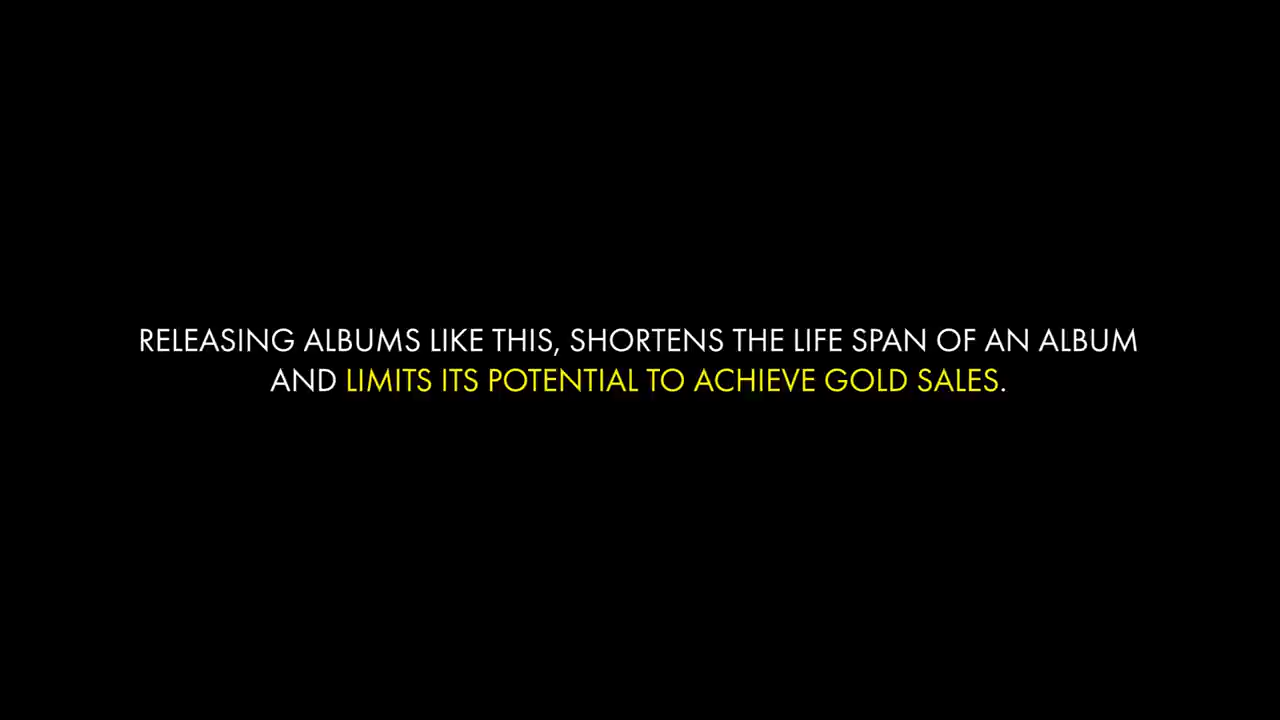 RELEASING ALBUMS LIKE THIS, SHORTENS THE LIFE SPAN OF AN ALBUM
AND LIMITS ITS POTENTIAL TO ACHIEVE GOLD SALES.